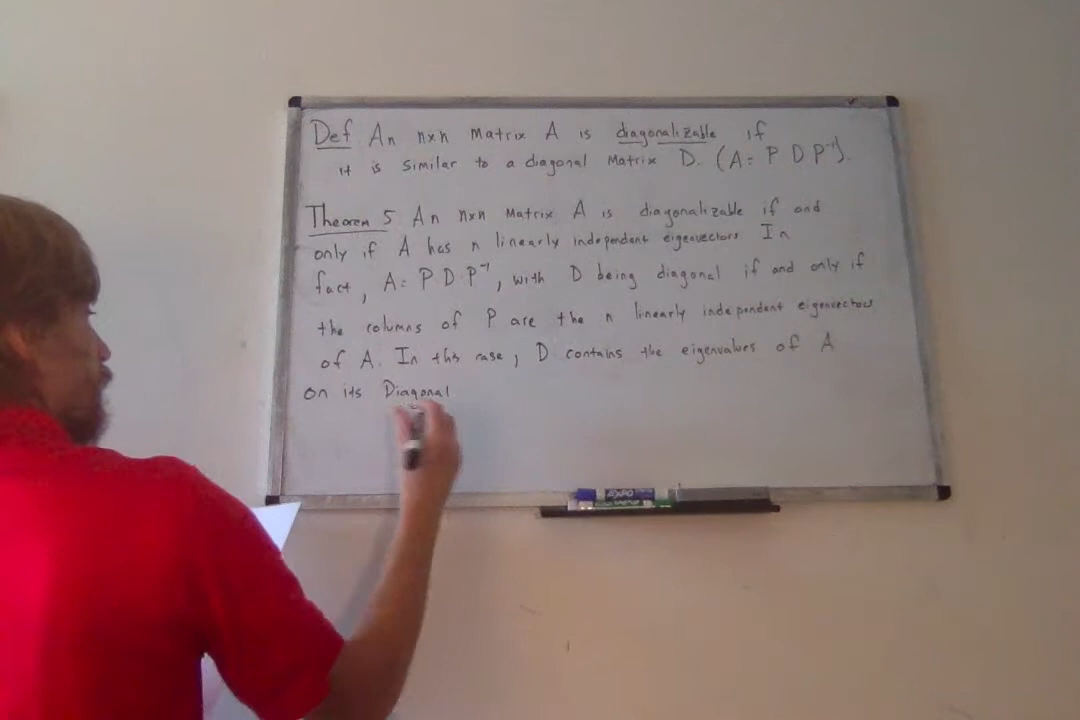 Def An nxn Matrix A is diagonalizable if
it is similar to a diagonal Matrix D. (A = P D P⁻¹).
Theorem 5 An nxn Matrix A is diagonalizable if and
only if A has n linearly independent eigenvectors In
fact, A = P D P⁻¹, with D being diagonal if and only if
the columns of P are the n linearly independent eigenvectors
of A. In this case, D contains the eigenvalues of A
on its Diagonal
EXPO